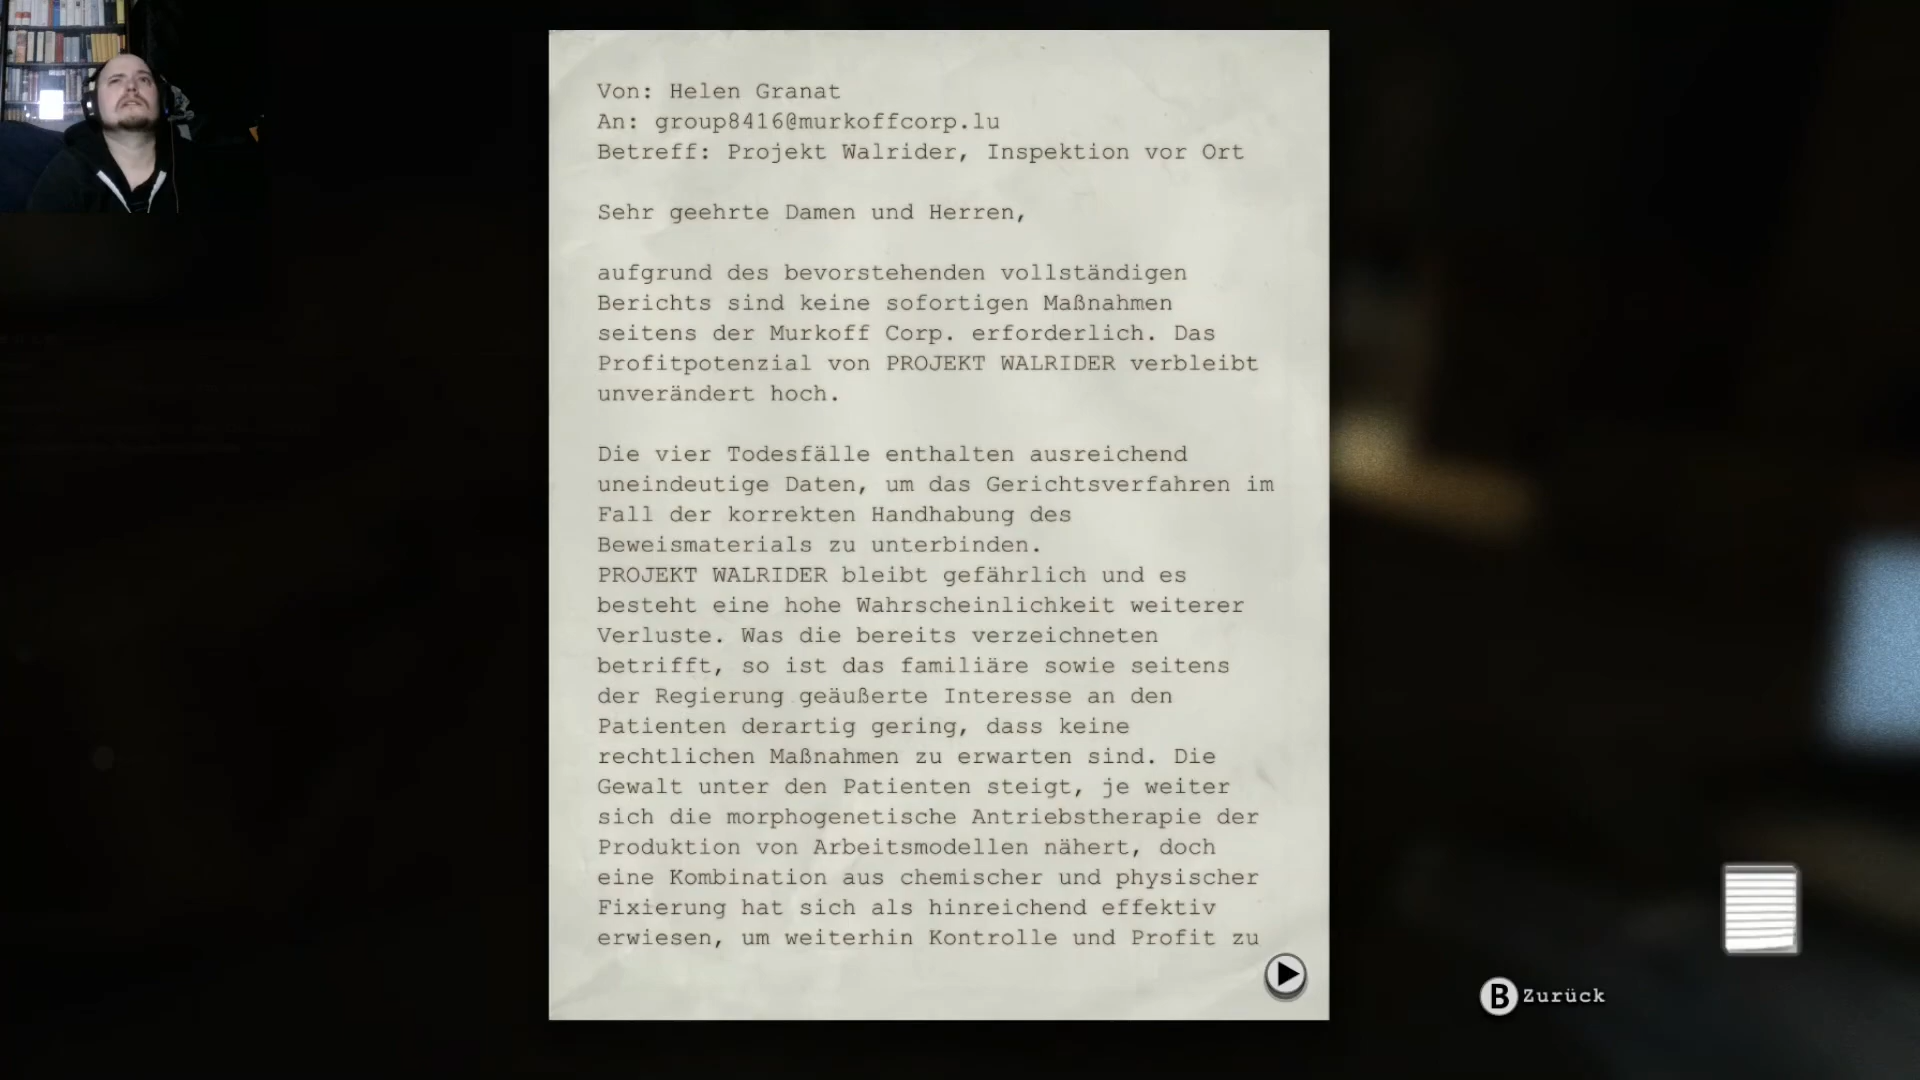 Von: Helen Granat
An: group8416@murkoffcorp.lu
Betreff: Projekt Walrider, Inspektion vor Ort
Sehr geehrte Damen und Herren,
aufgrund des bevorstehenden vollständigen
Berichts sind keine sofortigen Maßnahmen
seitens der Murkoff Corp. erforderlich. Das
Profitpotenzial von PROJEKT WALRIDER verbleibt
unverändert hoch.
Die vier Todesfälle enthalten ausreichend
uneindeutige Daten, um das Gerichtsverfahren im
Fall der korrekten Handhabung des
Beweismaterials zu unterbinden.
PROJEKT WALRIDER bleibt gefährlich und es
besteht eine hohe Wahrscheinlichkeit weiterer
Verluste. Was die bereits verzeichneten
betrifft, so ist das familiäre sowie seitens
der Regierung geäußerte Interesse an den
Patienten derartig gering, dass keine
rechtlichen Maßnahmen zu erwarten sind. Die
Gewalt unter den Patienten steigt, je weiter
sich die morphogenetische Antriebstherapie der
Produktion von Arbeitsmodellen nähert, doch
eine Kombination aus chemischer und physischer
Fixierung hat sich als hinreichend effektiv
erwiesen, um weiterhin Kontrolle und Profit zu
B Zurück